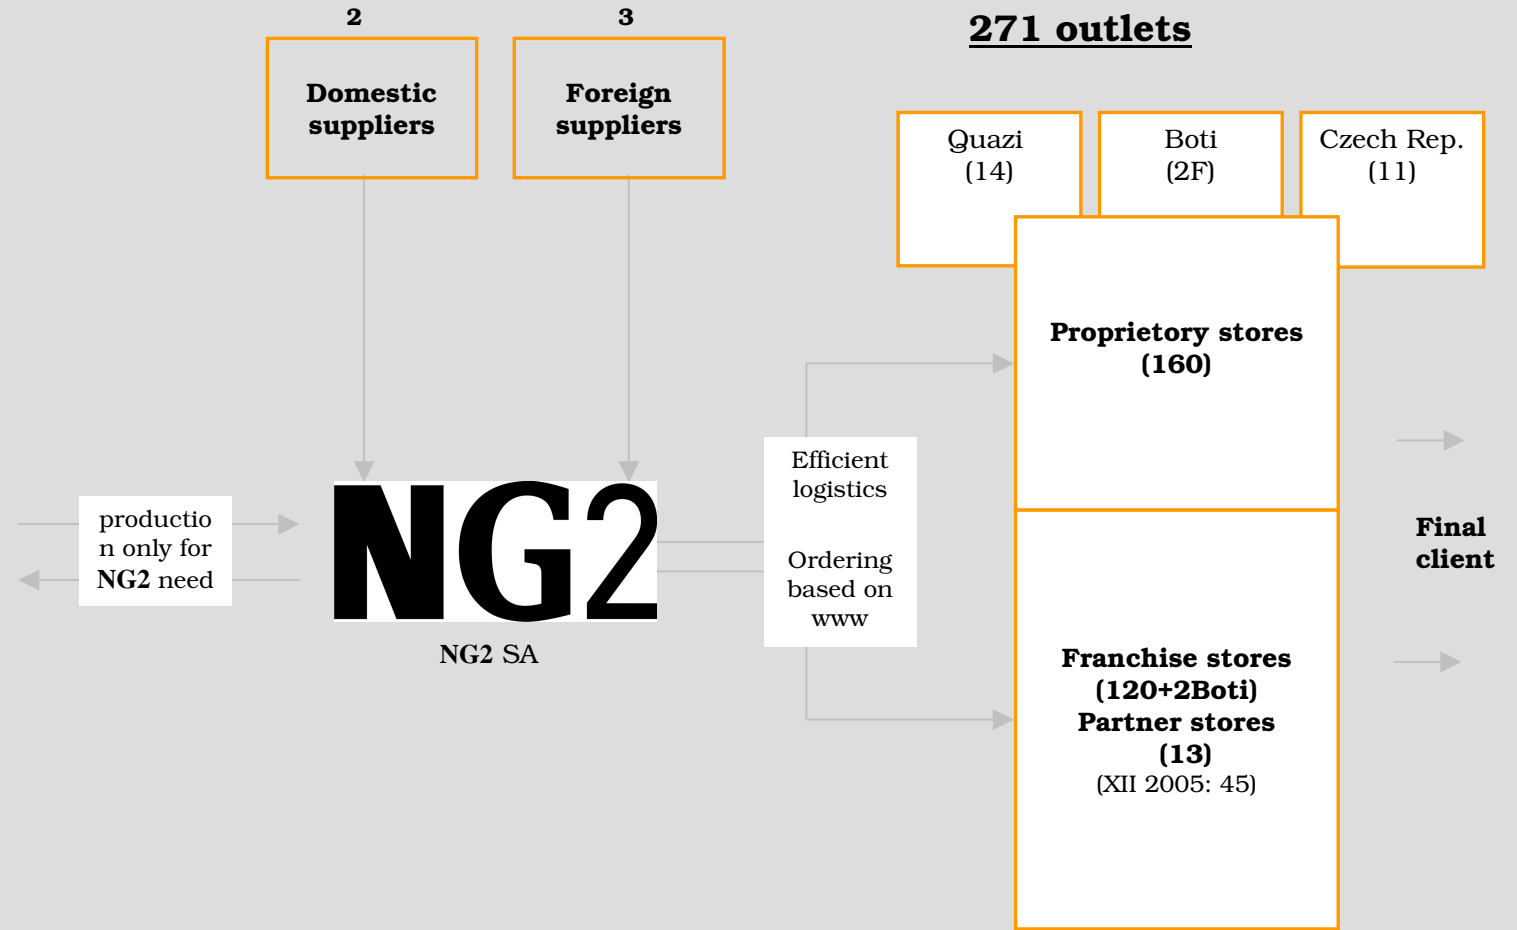 2
3
271 outlets
Domestic
suppliers
Foreign
suppliers
Quazi
(14)
Boti
(2F)
Czech Rep.
(11)
Proprietory stores
(160)
Efficient
logistics
Ordering
based on
www
productio
n only for
NG2 need
NG2
NG2 SA
Final
client
Franchise stores
(120+2Boti)
Partner stores
(13)
(XII 2005: 45)